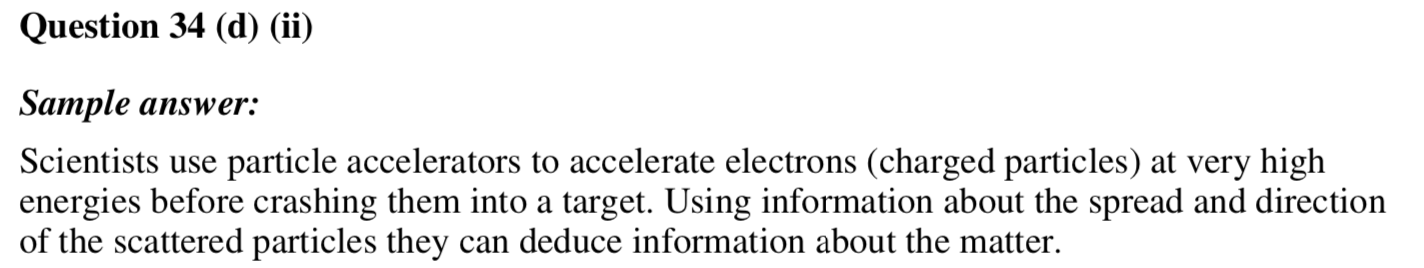 Question 34 (d) (ii)
Sample answer:
Scientists use particle accelerators to accelerate electrons (charged particles) at very high
energies before crashing them into a target. Using information about the spread and direction
of the scattered particles they can deduce information about the matter.